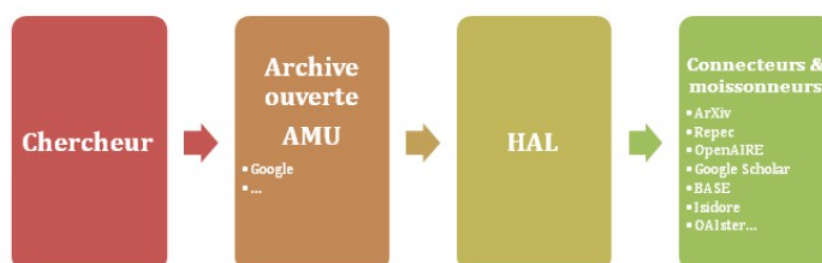 Chercheur
Archive
ouverte
AMU
▪ Google
▪ ...
HAL
Connecteurs &
moissonneurs
▪ ArXiv
▪ Repec
▪ OpenAIRE
▪ Google Scholar
▪ BASE
▪ Isidore
▪ OAIster...